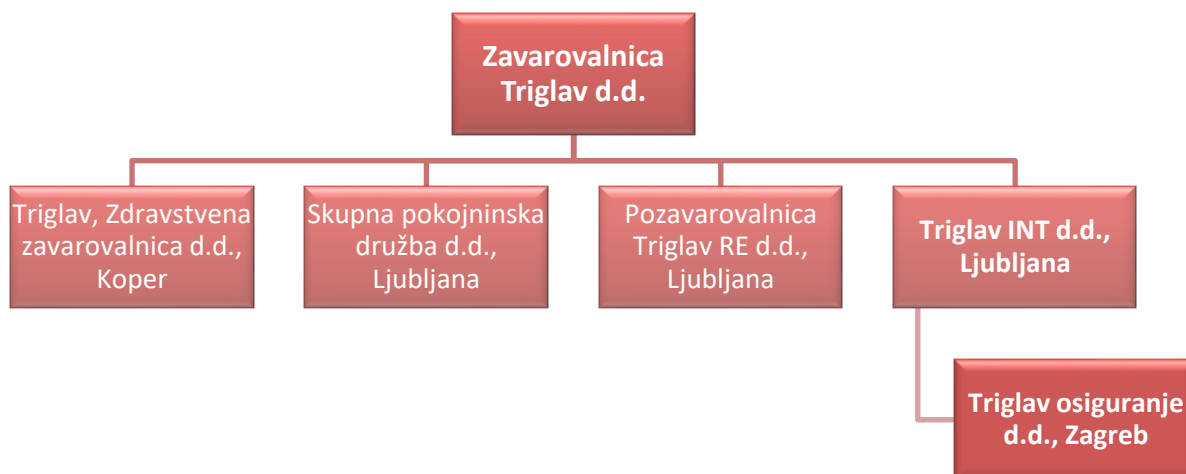 Zavarovalnica
Triglav d.d.
Triglav, Zdravstvena
zavarovalnica d.d.,
Koper
Skupna pokojninska
družba d.d.,
Ljubljana
Pozavarovalnica
Triglav RE d.d.,
Ljubljana
Triglav INT d.d.,
Ljubljana
Triglav osiguranje
d.d., Zagreb